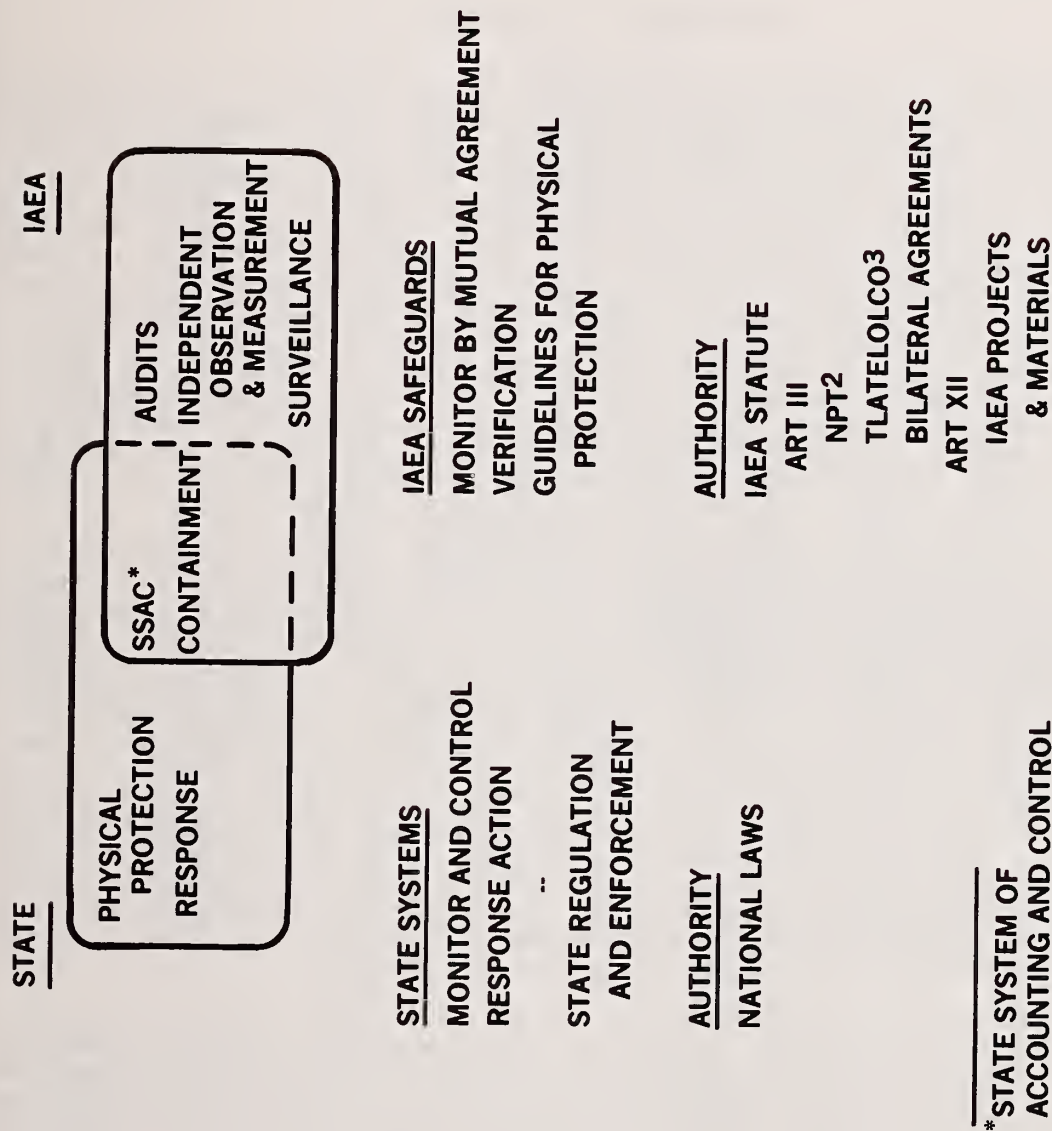 STATE
IAEA
PHYSICAL
PROTECTION
RESPONSE
SSAC*
CONTAINMENT
AUDITS
INDEPENDENT
OBSERVATION
& MEASUREMENT
SURVEILLANCE
STATE SYSTEMS
MONITOR AND CONTROL
RESPONSE ACTION
STATE REGULATION
AND ENFORCEMENT
AUTHORITY
NATIONAL LAWS
IAEA SAFEGUARDS
MONITOR BY MUTUAL AGREEMENT
VERIFICATION
GUIDELINES FOR PHYSICAL
PROTECTION
AUTHORITY
IAEA STATUTE
ART III
NPT2
TLATELOLCO3
BILATERAL AGREEMENTS
ART XII
IAEA PROJECTS
& MATERIALS
*STATE SYSTEM OF
ACCOUNTING AND CONTROL